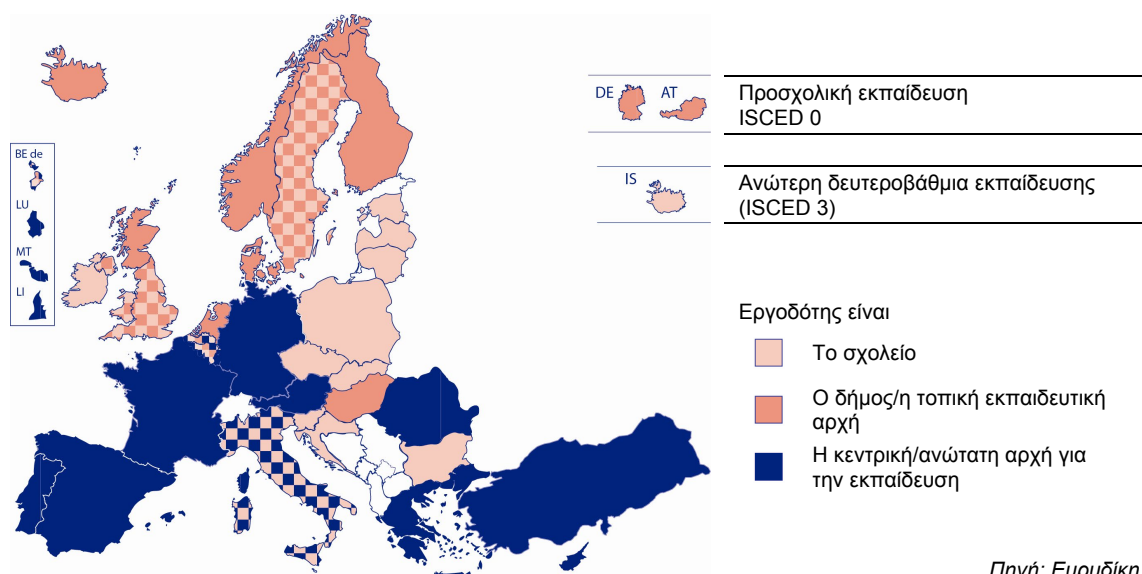 BE de
LU
MT
LI
DE AT
Προσχολική εκπαίδευση
ISCED 0
IS
Ανώτερη δευτεροβάθμια εκπαίδευσης
(ISCED 3)
Εργοδότης είναι
Το σχολείο
Ο δήμος/η τοπική εκπαιδευτική
αρχή
Η κεντρική/ανώτατη αρχή για
την εκπαίδευση
Πηγή: Ευρυδίκη